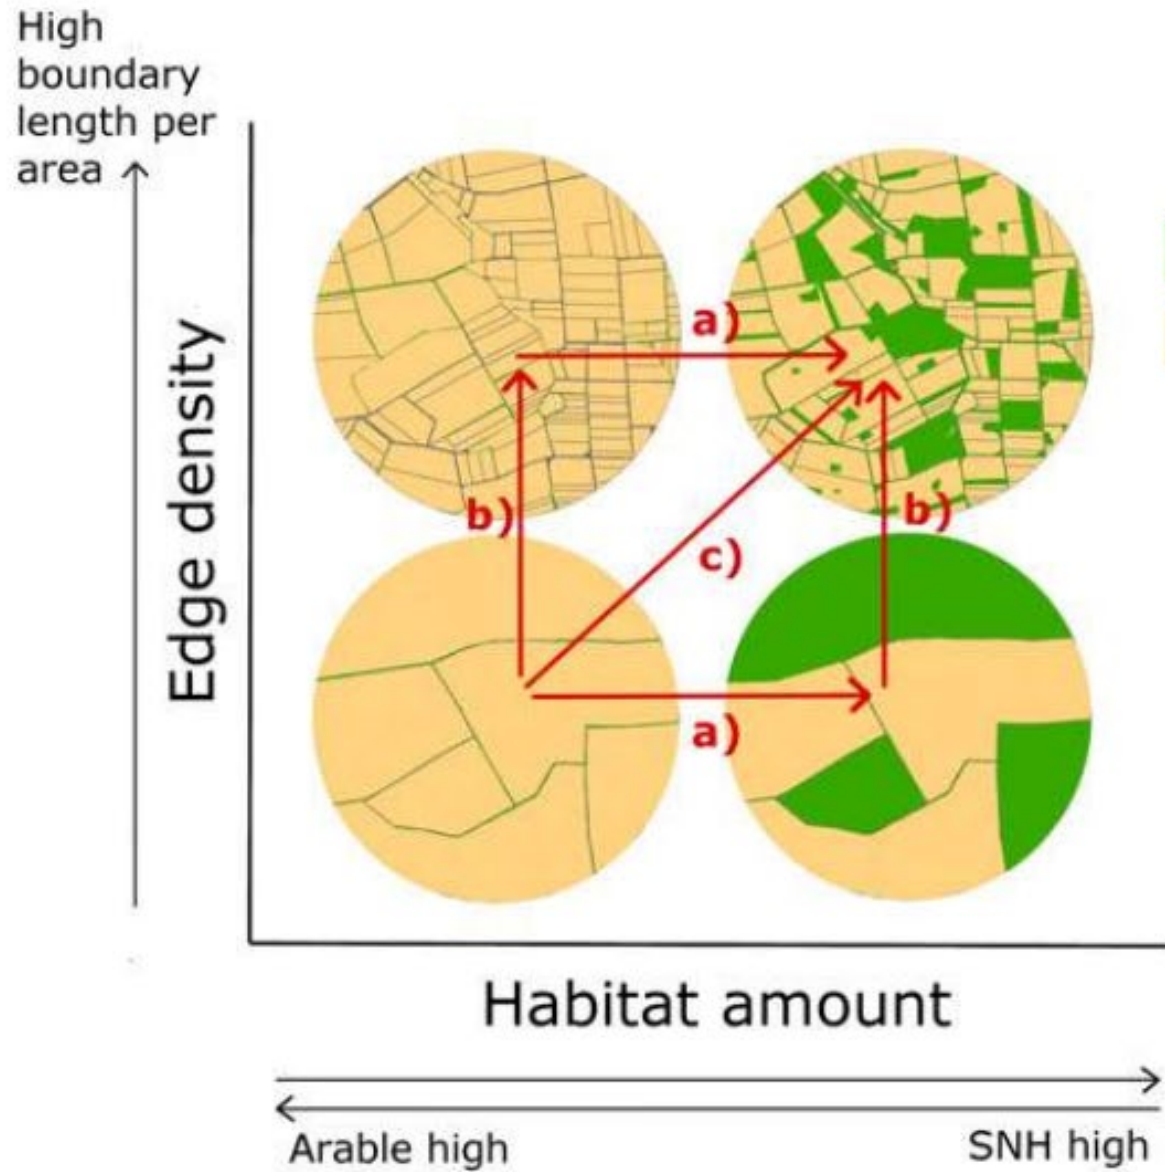 High
boundary
length per
area
Edge density
a)
b)
b)
c)
a)
Habitat amount
Arable high
SNH high